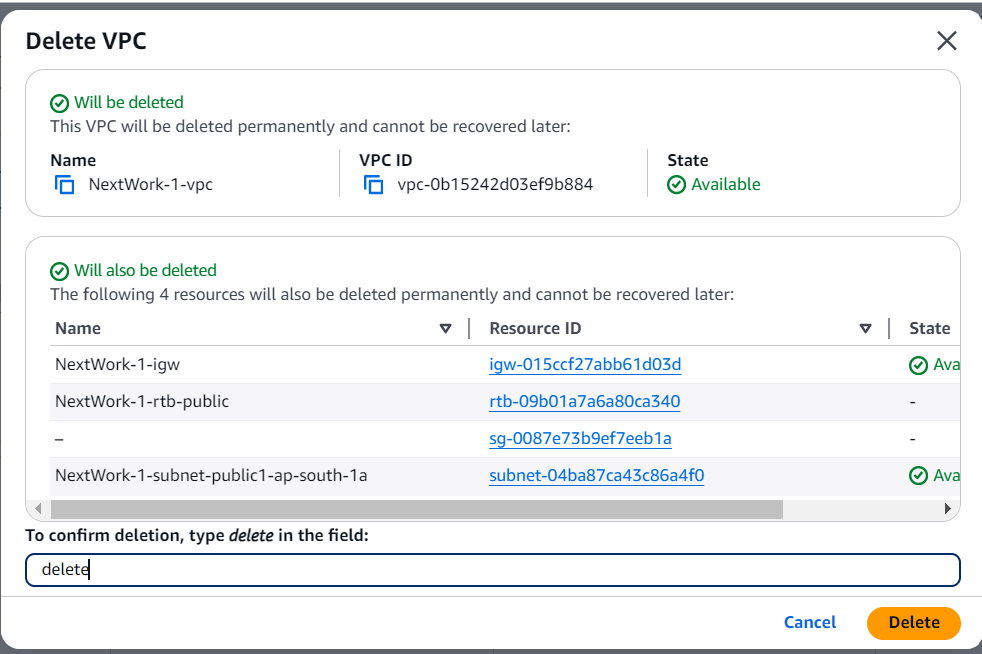 Delete VPC
Will be deleted
This VPC will be deleted permanently and cannot be recovered later:
Name VPC ID State
NextWork-1-vpc vpc-0b15242d03ef9b884 Available
Will also be deleted
The following 4 resources will also be deleted permanently and cannot be recovered later:
Name Resource ID State
NextWork-1-igw igw-015ccf27abb61d03d Ava
NextWork-1-rtb-public rtb-09b01a7a6a80ca340 -
– sg-0087e73b9ef7eeb1a -
NextWork-1-subnet-public1-ap-south-1a subnet-04ba87ca43c86a4f0 Ava
To confirm deletion, type delete in the field:
delete
Cancel Delete